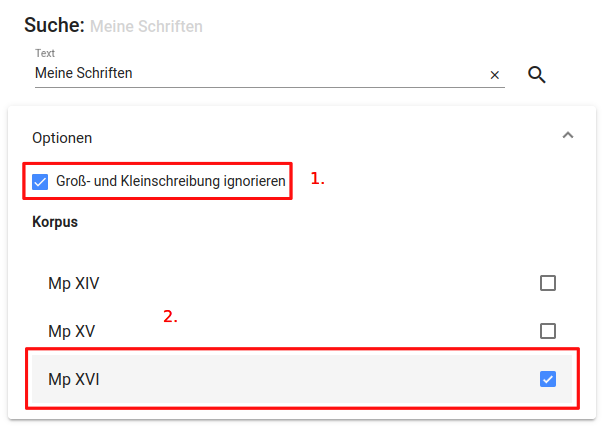 Suche: Meine Schriften
Text
Meine Schriften
Optionen
Groß- und Kleinschreibung ignorieren 1.
Korpus
Mp XIV
2.
Mp XV
Mp XVI